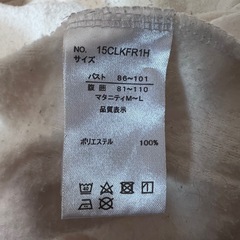 NO. 15CLKFR1H
サイズ
バスト 86~101
腹囲 81~110
マタニティM~L
品質表示
ポリエステル 100%